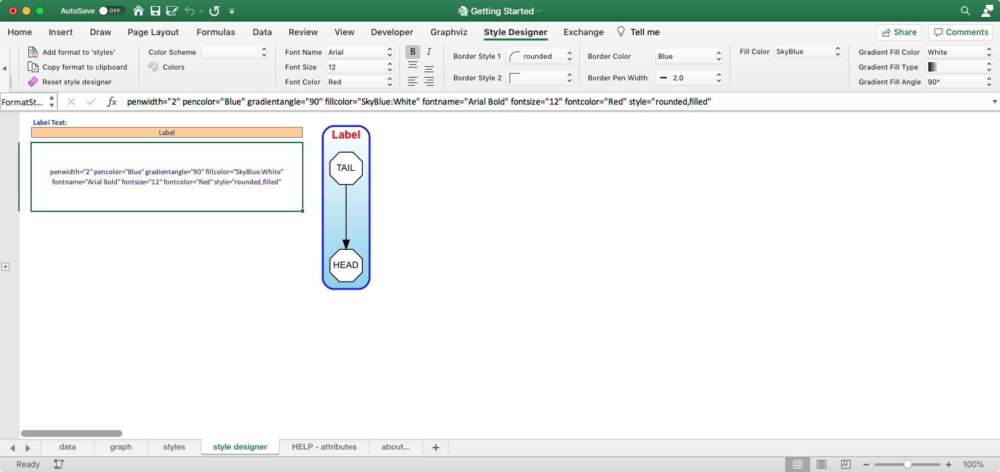 AutoSave OFF Getting Started
Home Insert Draw Page Layout Formulas Data Review View Developer Graphviz Style Designer Exchange Tell me Share Comments
Add format to 'styles' Color Scheme Font Name Arial B I Border Style 1 rounded Border Color Blue Fill Color SkyBlue Gradient Fill Color White
Copy format to clipboard Colors Font Size 12 Gradient Fill Type
Reset style designer Font Color Red Border Style 2 Border Pen Width 2.0 Gradient Fill Angle 90°
FormatSt... fx penwidth="2" pencolor="Blue" gradientangle="90" fillcolor="SkyBlue:White" fontname="Arial Bold" fontsize="12" fontcolor="Red" style="rounded,filled"
Label Text:
Label
penwidth="2" pencolor="Blue" gradientangle="90" fillcolor="SkyBlue:White"
fontname="Arial Bold" fontsize="12" fontcolor="Red" style="rounded,filled"
Label
TAIL
HEAD
data graph styles style designer HELP - attributes about... +
Ready 100%